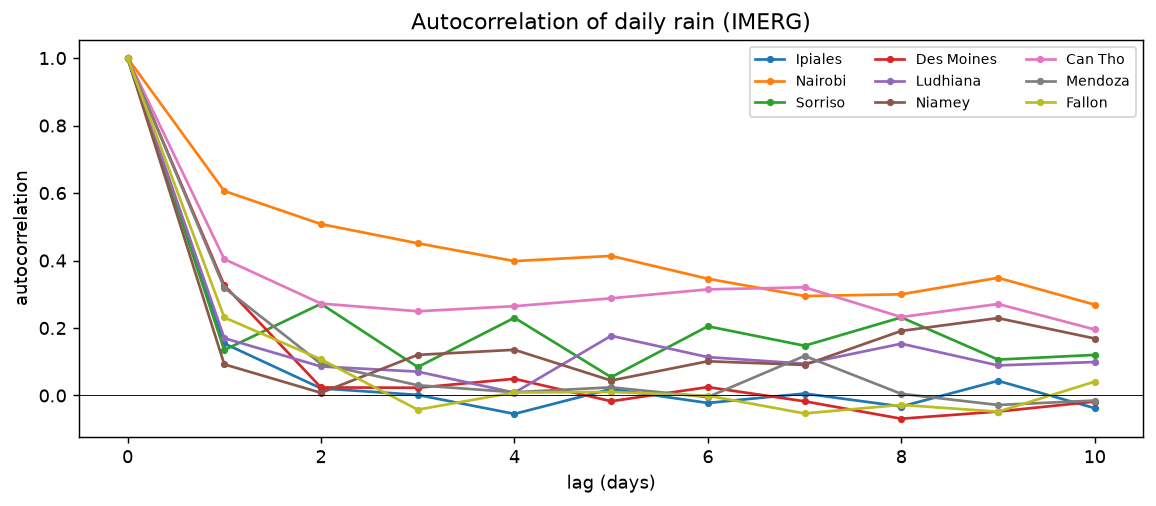 Autocorrelation of daily rain (IMERG)
Ipiales
Nairobi
Sorriso
Des Moines
Ludhiana
Niamey
Can Tho
Mendoza
Fallon
autocorrelation
1.0
0.8
0.6
0.4
0.2
0.0
0 2 4 6 8 10
lag (days)